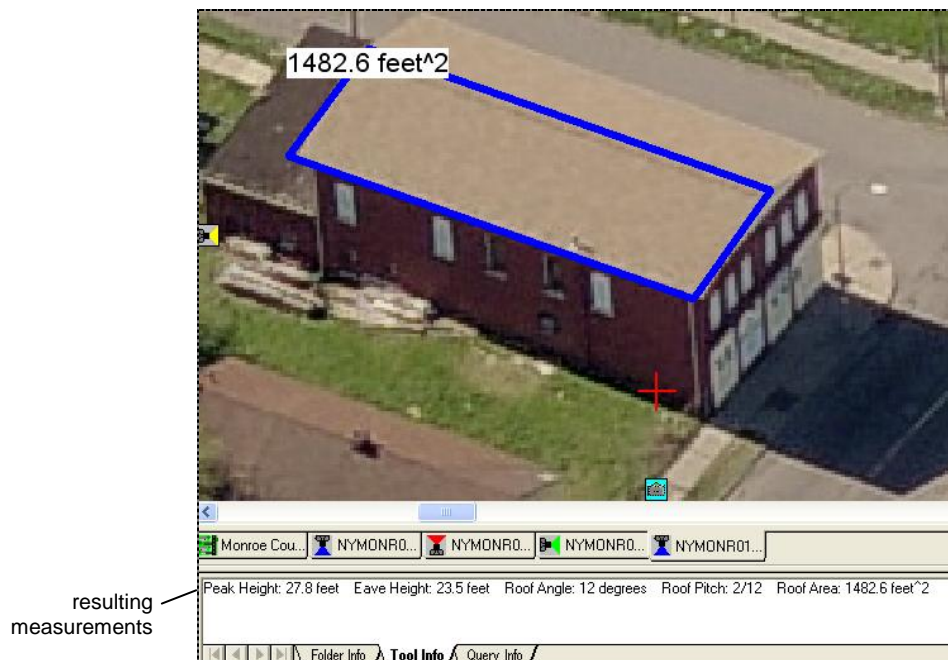 1482.6 feet^2
Monroe Cou...
NYMONR0...
NYMONR0...
NYMONR0...
NYMONR01...
resulting
measurements
Peak Height: 27.8 feet Eave Height: 23.5 feet Roof Angle: 12 degrees Roof Pitch: 2/12 Roof Area: 1482.6 feet^2
Folder Info Tool Info Query Info